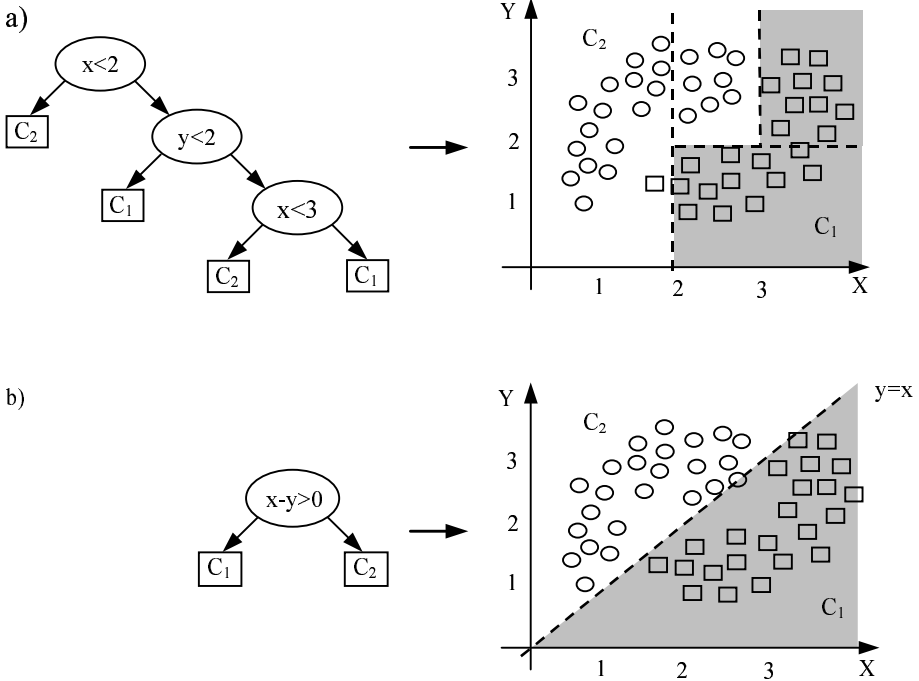 a)
x<2
C₂
y<2
C₁
x<3
C₂
C₁
Y
C₂
3
2
1
C₁
1
2
3
X
b)
x-y>0
C₁
C₂
Y
y=x
C₂
3
2
1
C₁
1
2
3
X